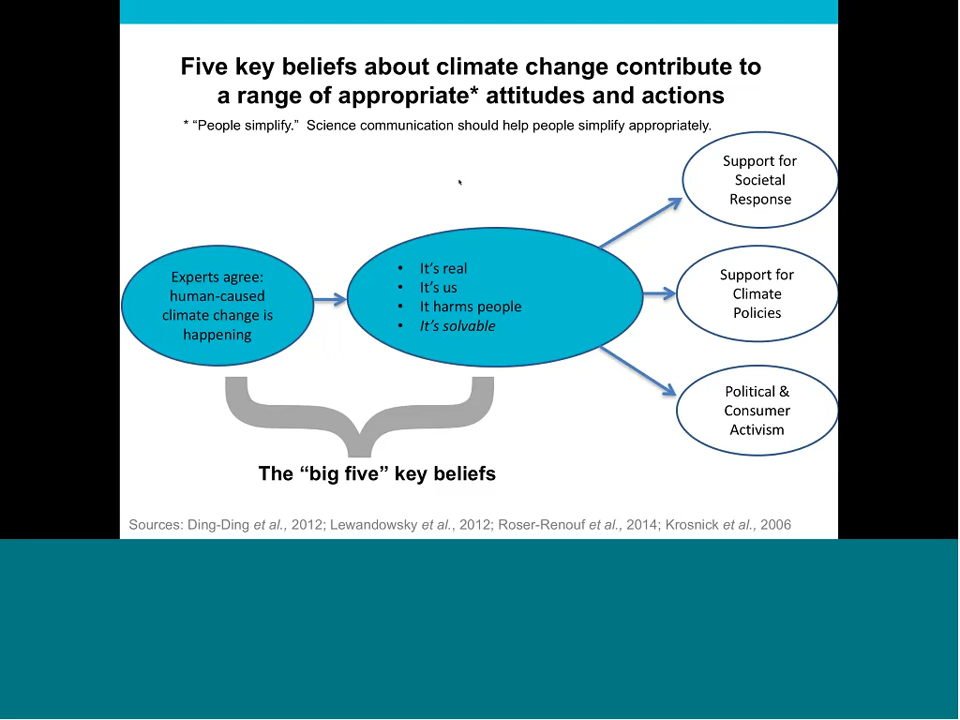 Five key beliefs about climate change contribute to
a range of appropriate* attitudes and actions
* “People simplify.”  Science communication should help people simplify appropriately.
Support for
Societal
Response
Experts agree:
human-caused
climate change is
happening
• It’s real
• It’s us
• It harms people
• It’s solvable
Support for
Climate
Policies
Political &
Consumer
Activism
The “big five” key beliefs
Sources: Ding-Ding et al., 2012; Lewandowsky et al., 2012; Roser-Renouf et al., 2014; Krosnick et al., 2006